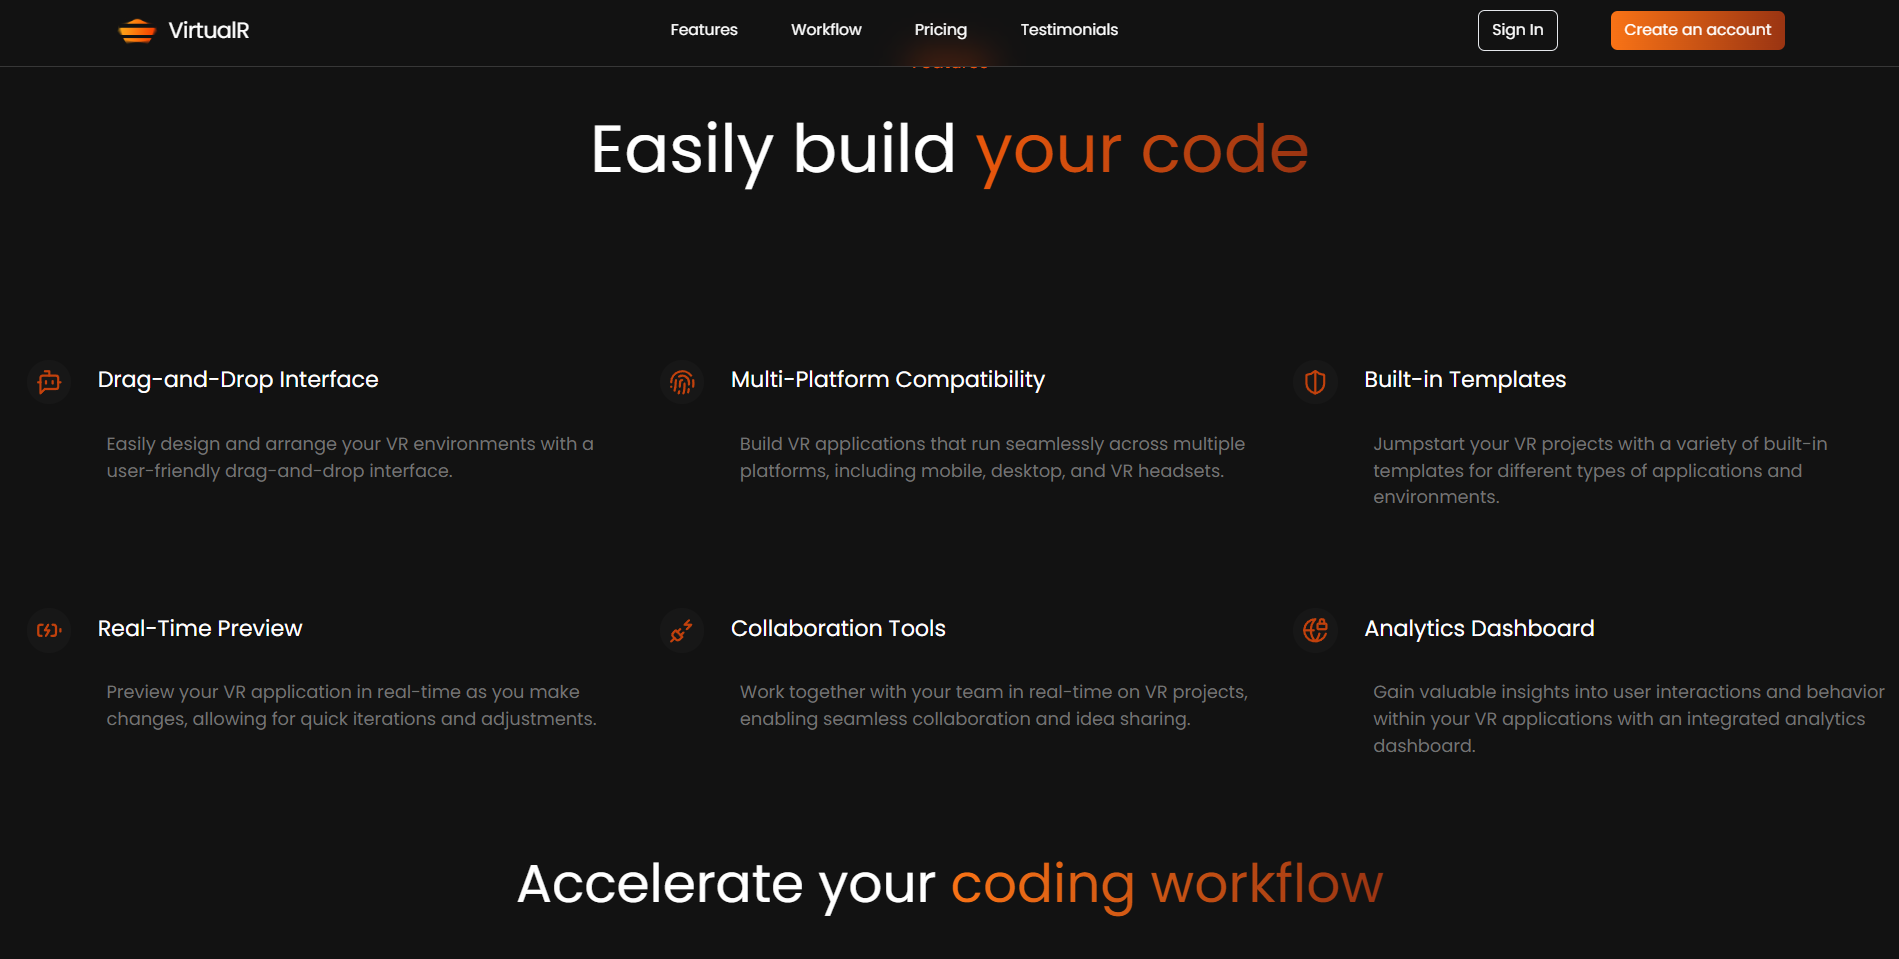 VirtualR
Features
Workflow
Pricing
Testimonials
Sign In
Create an account
Easily build your code
Drag-and-Drop Interface
Easily design and arrange your VR environments with a
user-friendly drag-and-drop interface.
Multi-Platform Compatibility
Build VR applications that run seamlessly across multiple
platforms, including mobile, desktop, and VR headsets.
Built-in Templates
Jumpstart your VR projects with a variety of built-in
templates for different types of applications and
environments.
Real-Time Preview
Preview your VR application in real-time as you make
changes, allowing for quick iterations and adjustments.
Collaboration Tools
Work together with your team in real-time on VR projects,
enabling seamless collaboration and idea sharing.
Analytics Dashboard
Gain valuable insights into user interactions and behavior
within your VR applications with an integrated analytics
dashboard.
Accelerate your coding workflow